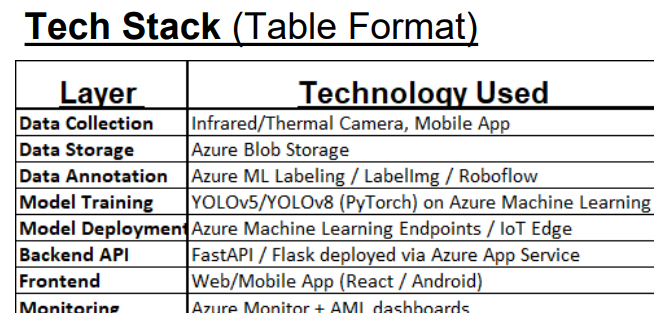 Tech Stack (Table Format)
Layer Technology Used
Data Collection Infrared/Thermal Camera, Mobile App
Data Storage Azure Blob Storage
Data Annotation Azure ML Labeling / LabelImg / Roboflow
Model Training YOLOv5/YOLOv8 (PyTorch) on Azure Machine Learning
Model Deployment Azure Machine Learning Endpoints / IoT Edge
Backend API FastAPI / Flask deployed via Azure App Service
Frontend Web/Mobile App (React / Android)
Monitoring Azure Monitor + AML dashboards